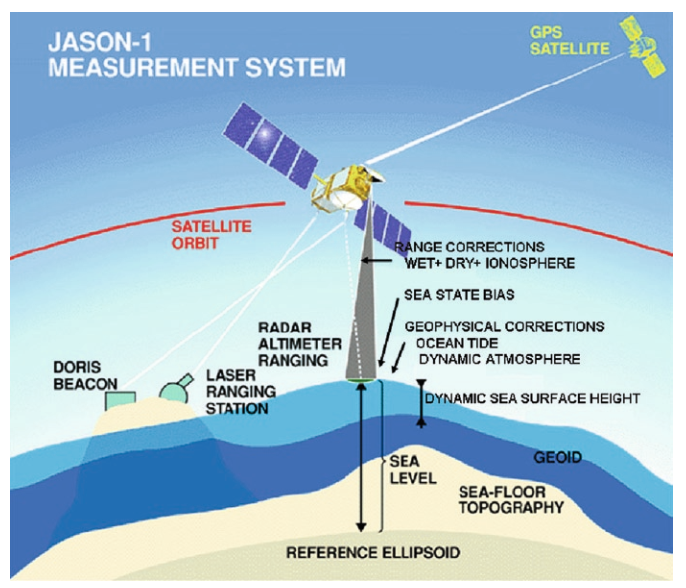 JASON-1
MEASUREMENT SYSTEM
GPS
SATELLITE
SATELLITE
ORBIT
RANGE CORRECTIONS
WET+ DRY+ IONOSPHERE
SEA STATE BIAS
RADAR
ALTIMETER
RANGING
GEOPHYSICAL CORRECTIONS
OCEAN TIDE
DYNAMIC ATMOSPHERE
DORIS
BEACON
LASER
RANGING
STATION
DYNAMIC SEA SURFACE HEIGHT
SEA
LEVEL
GEOID
SEA-FLOOR
TOPOGRAPHY
REFERENCE ELLIPSOID